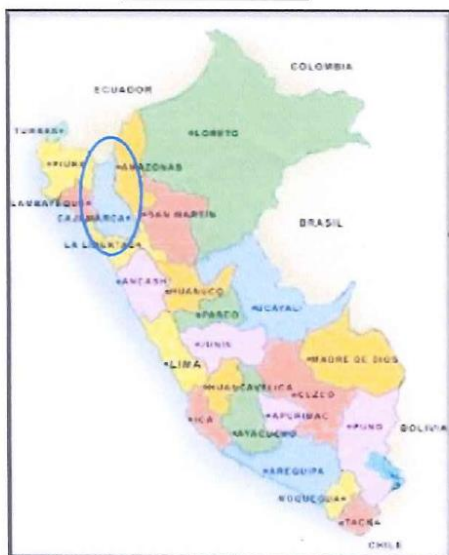 COLOMBIA
ECUADOR
TUMBES
LORETO
PIURA
AMAZONAS
LAMBAYEQUE
CAJAMARCA
SAN MARTÍN
BRASIL
LA LIBERTAD
ANCASH
HUANUCO
UCAYALI
PASCO
JUNIN
LIMA
MADRE DE DIOS
HUANCAVELICA
CUZCO
ICA
APURIMAC
PUNO
AYACUCHO
BOLIVIA
AREQUIPA
MOQUEGUA
TACNA
CHILE